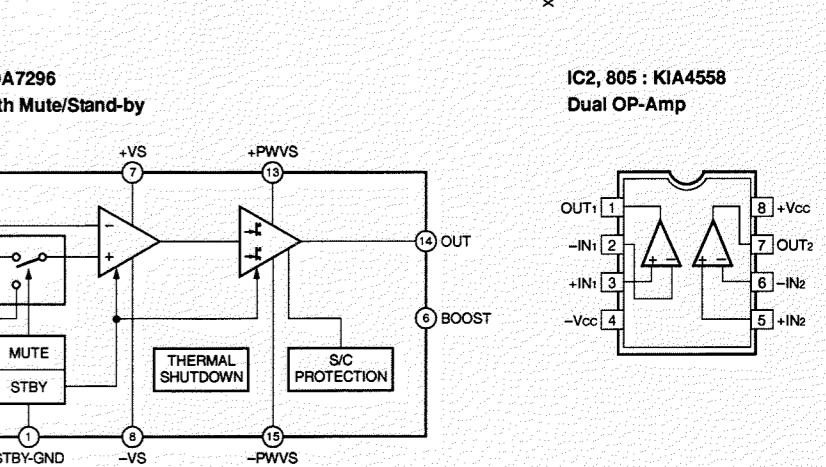 A7296
th Mute/Stand-by
+VS
+PWVS
7
13
−
+
14 OUT
6 BOOST
MUTE
STBY
THERMAL
SHUTDOWN
S/C
PROTECTION
1
8
15
STBY-GND
−VS
−PWVS
IC2, 805 : KIA4558
Dual OP-Amp
OUT1 1
8 +Vcc
−IN1 2
7 OUT2
+ −
+ −
+IN1 3
6 −IN2
−Vcc 4
5 +IN2